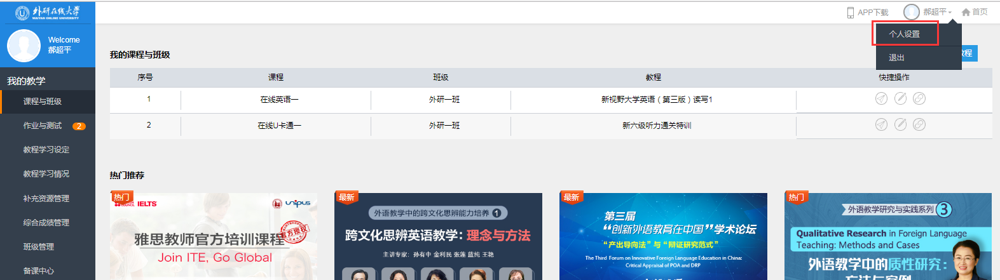 外研在线大学
WAIYAN ONLINE UNIVERSITY
APP下载
郝超平
首页
Welcome
郝超平
个人设置
退出
教程
我的教学
课程与班级
作业与测试 2
教程学习设定
教程学习情况
补充资源管理
综合成绩管理
班级管理
备课中心
我的课程与班级
序号 课程 班级 教程 快捷操作
1 在线英语一 外研一班 新视野大学英语（第三版）读写1
2 在线U卡通一 外研一班 新六级听力通关特训
热门推荐
热门
IELTS
unipus
官方授权
雅思教师官方培训课程
Join ITE, Go Global
最新
外语教学中的跨文化思辨能力培养 1
跨文化思辨英语教学：理念与方法
主讲专家：孙有中 金利民 张莲 蓝纯 王艳
最新
第三届
“创新外语教育在中国”学术论坛
“产出导向法”与“辩证研究范式”
The Third Forum on Innovative Foreign Language Education in China:
Critical Appraisal of POA and DRP
热门
外语教学研究与实践系列 3
Qualitative Research in Foreign Language
Teaching: Methods and Cases
外语教学中的质性研究：
方法与案例